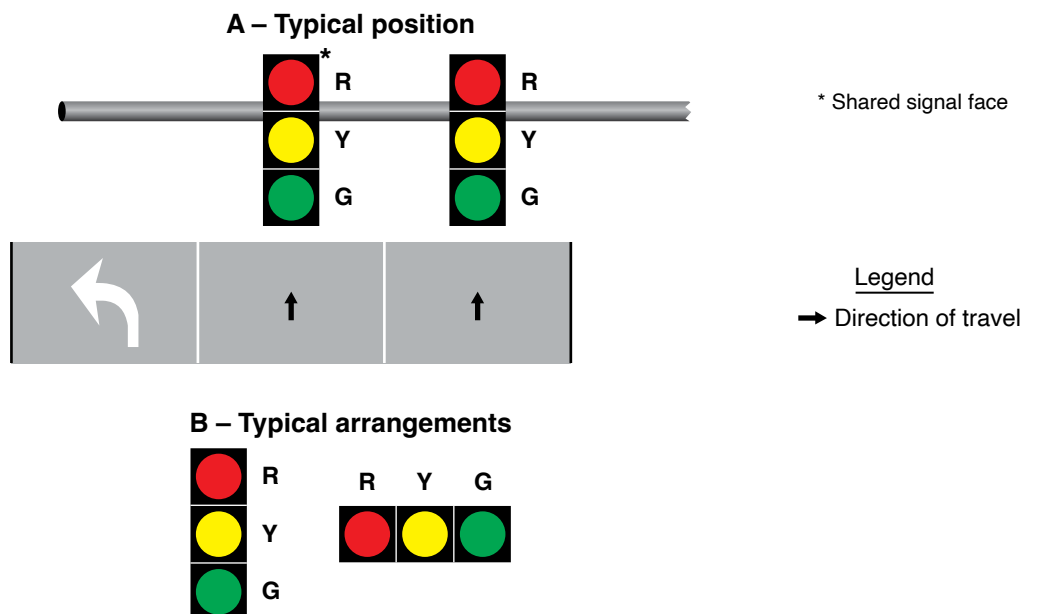 A – Typical position
*
R R
Y Y
G G
* Shared signal face
Legend
Direction of travel
B – Typical arrangements
R
Y
G
R Y G